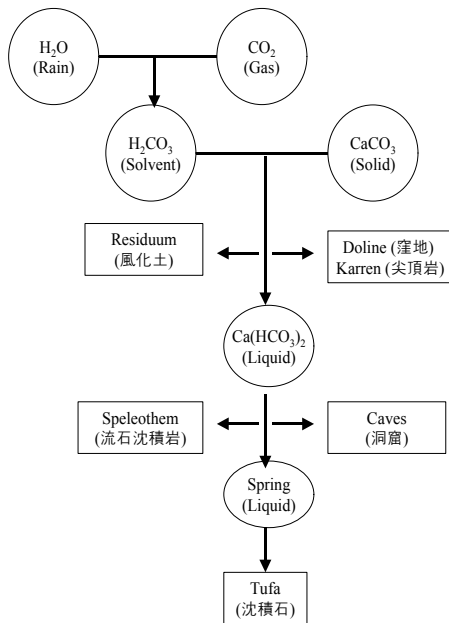 H₂O
(Rain)
CO₂
(Gas)
H₂CO₃
(Solvent)
CaCO₃
(Solid)
Residuum
(風化土)
Doline (窪地)
Karren (尖頂岩)
Ca(HCO₃)₂
(Liquid)
Speleothem
(流石沈積岩)
Caves
(洞窟)
Spring
(Liquid)
Tufa
(沈積石)